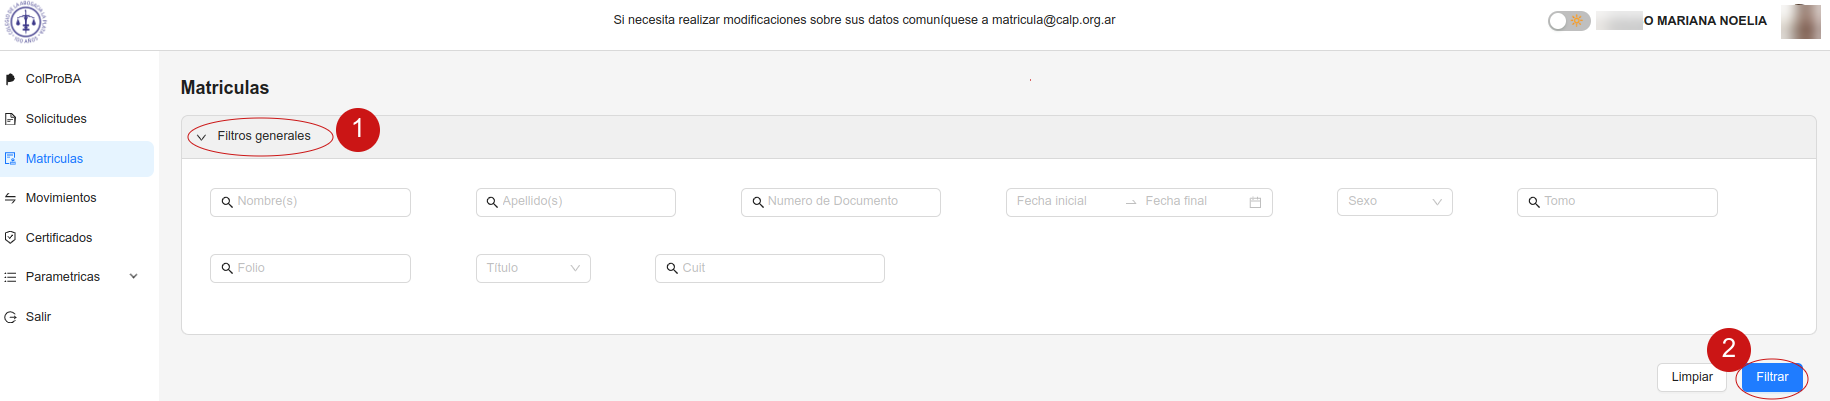 Si necesita realizar modificaciones sobre sus datos comuníquese a matricula@calp.org.ar
O MARIANA NOELIA
ColProBA
Solicitudes
Matriculas
Movimientos
Certificados
Parametricas
Salir
Matriculas
Filtros generales
1
Nombre(s)
Apellido(s)
Numero de Documento
Fecha inicial
Fecha final
Sexo
Tomo
Folio
Título
Cuit
2
Limpiar
Filtrar